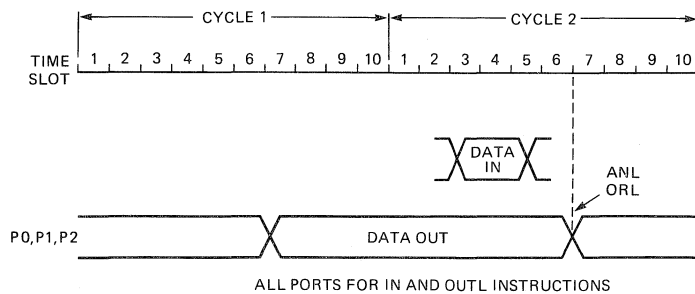 CYCLE 1 CYCLE 2
TIME SLOT
1 2 3 4 5 6 7 8 9 10 1 2 3 4 5 6 7 8 9 10
DATA IN
ANL
ORL
P0,P1,P2 DATA OUT
ALL PORTS FOR IN AND OUTL INSTRUCTIONS